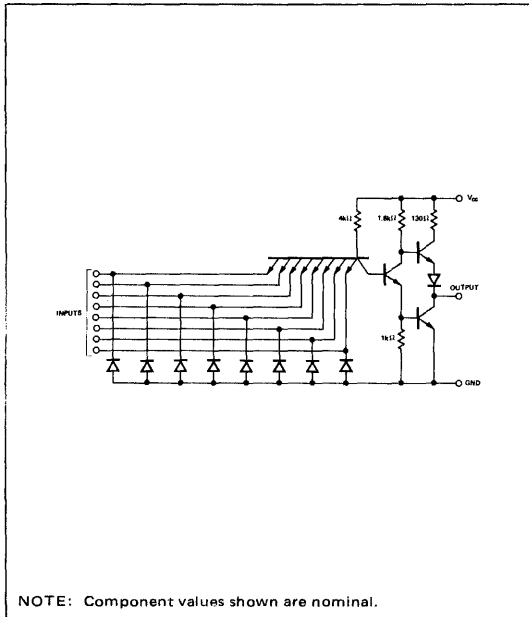 4kΩ 1.6kΩ 130Ω VCC
OUTPUT
INPUTS
1kΩ
GND
NOTE: Component values shown are nominal.